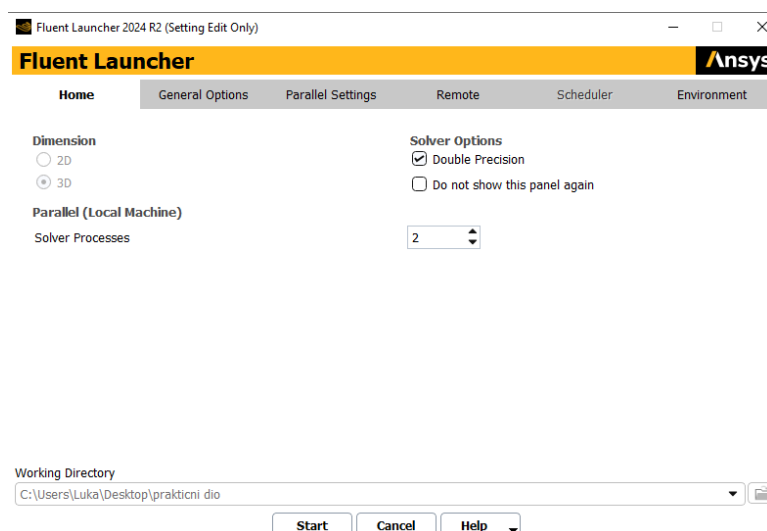 Fluent Launcher 2024 R2 (Setting Edit Only)
Fluent Launcher
Ansys
Home General Options Parallel Settings Remote Scheduler Environment
Dimension
2D
3D
Solver Options
Double Precision
Do not show this panel again
Parallel (Local Machine)
Solver Processes 2
Working Directory
C:\Users\Luka\Desktop\prakticni dio
Start Cancel Help